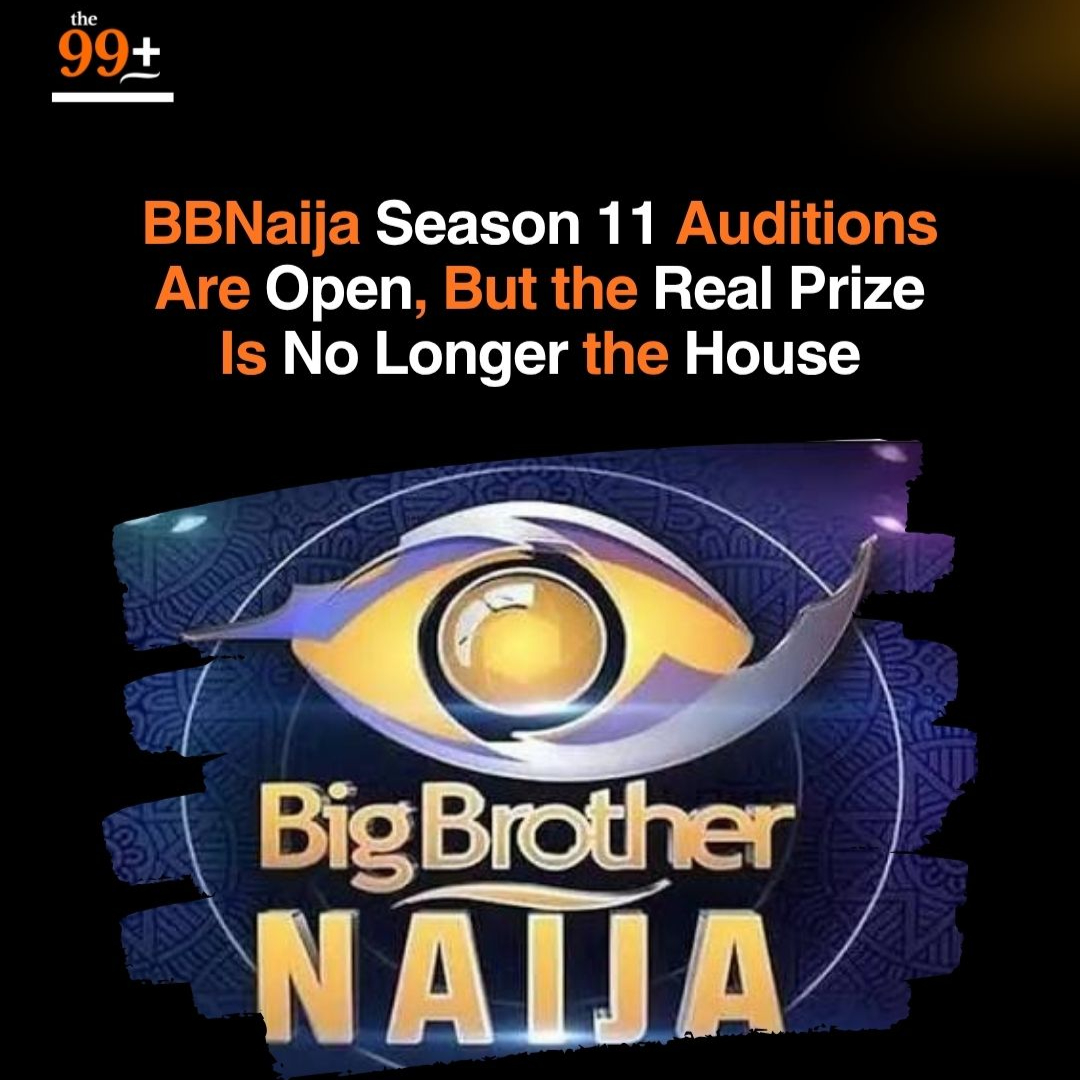 the
99+
BBNaija Season 11 Auditions
Are Open, But the Real Prize
Is No Longer the House
Big Brother
NAIJA